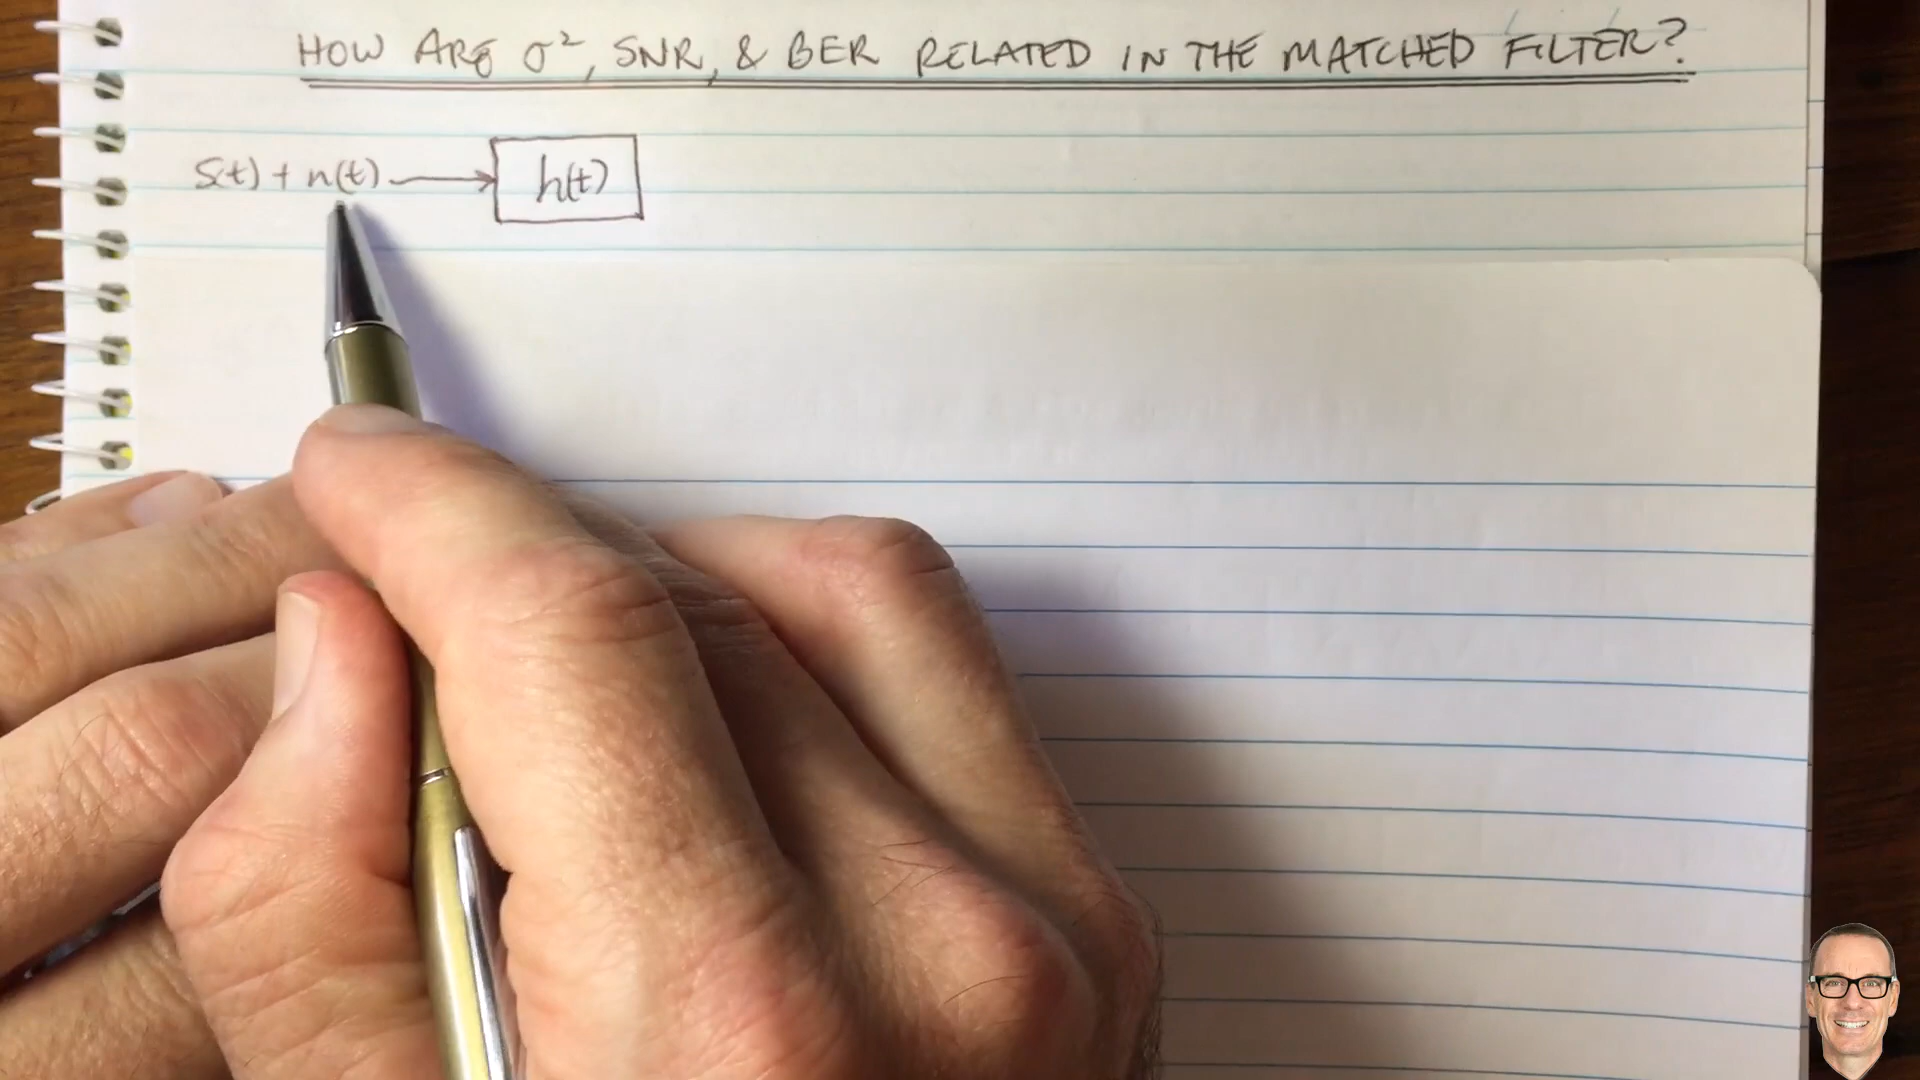 HOW ARE σ², SNR, & BER RELATED IN THE MATCHED FILTER?
s(t) + n(t) → h(t)